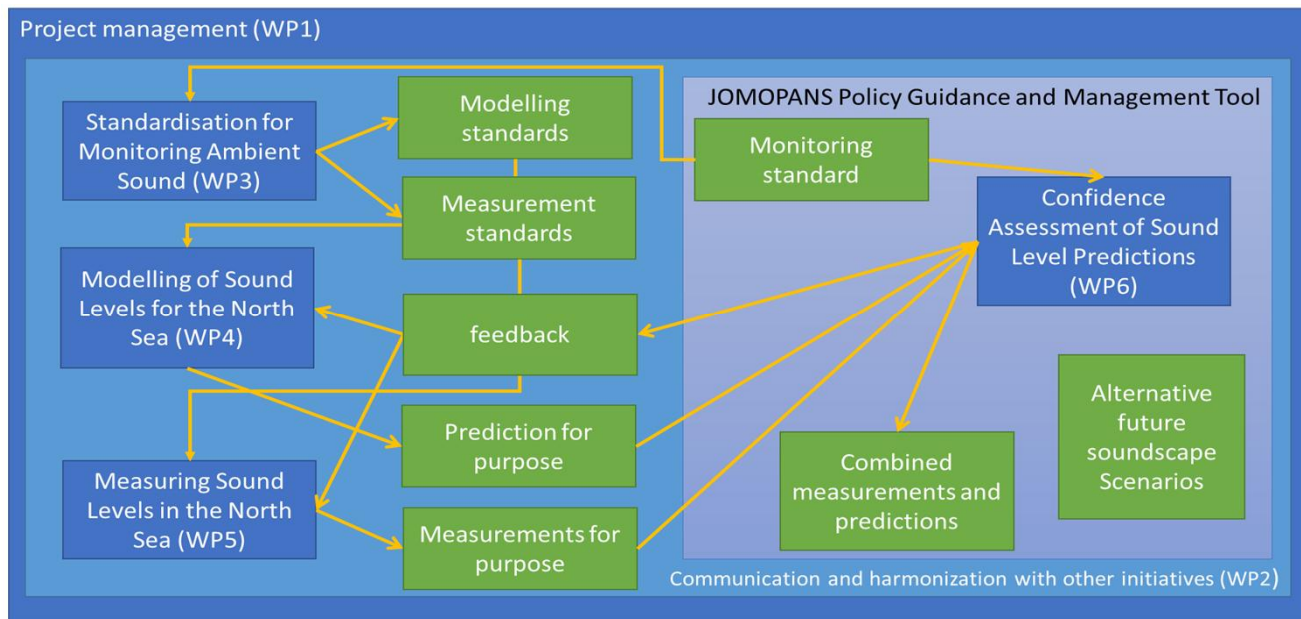 Project management (WP1)
Standardisation for
Monitoring Ambient
Sound (WP3)
Modelling of Sound
Levels for the North
Sea (WP4)
Measuring Sound
Levels in the North
Sea (WP5)
Modelling
standards
Measurement
standards
feedback
Prediction for
purpose
Measurements for
purpose
JOMOPANS Policy Guidance and Management Tool
Monitoring
standard
Confidence
Assessment of Sound
Level Predictions
(WP6)
Combined
measurements and
predictions
Alternative
future
soundscape
Scenarios
Communication and harmonization with other initiatives (WP2)